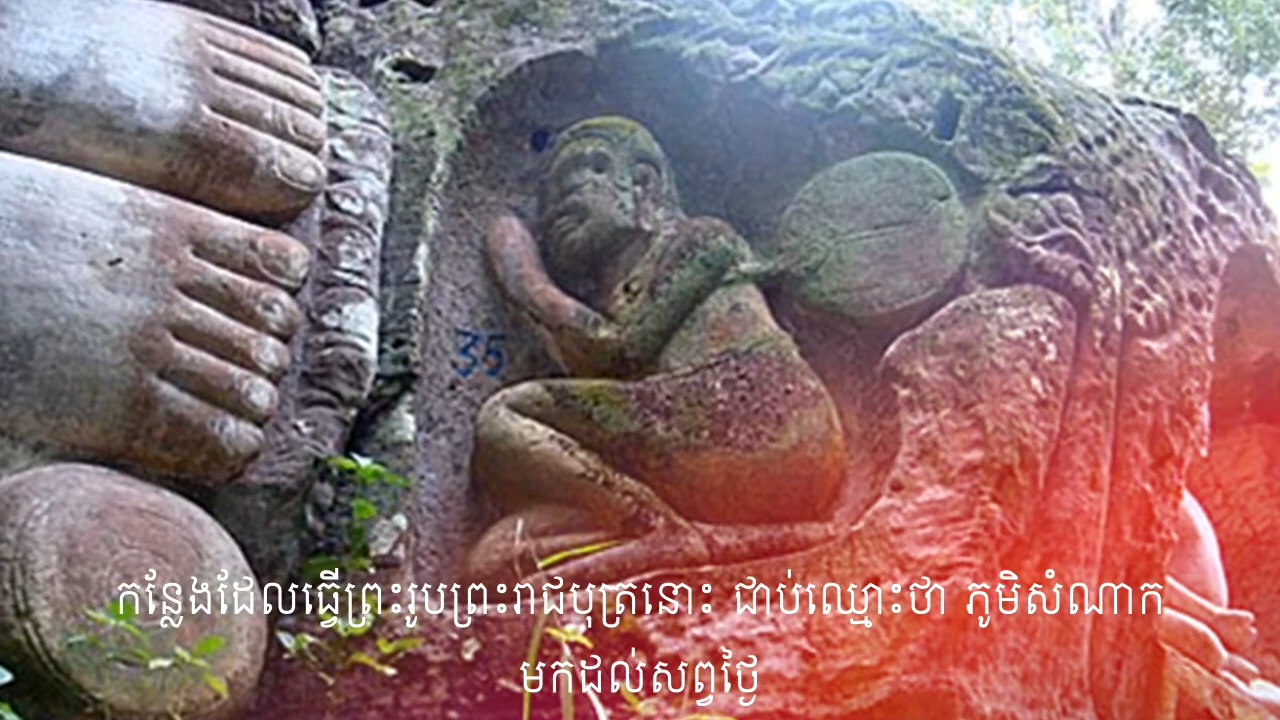 35
កន្លែងដែលធ្វើព្រះរូបព្រះរាជបុត្រនោះ ជាប់ឈ្មោះថា ភូមិសំណាក
មកដល់សព្វថ្ងៃ